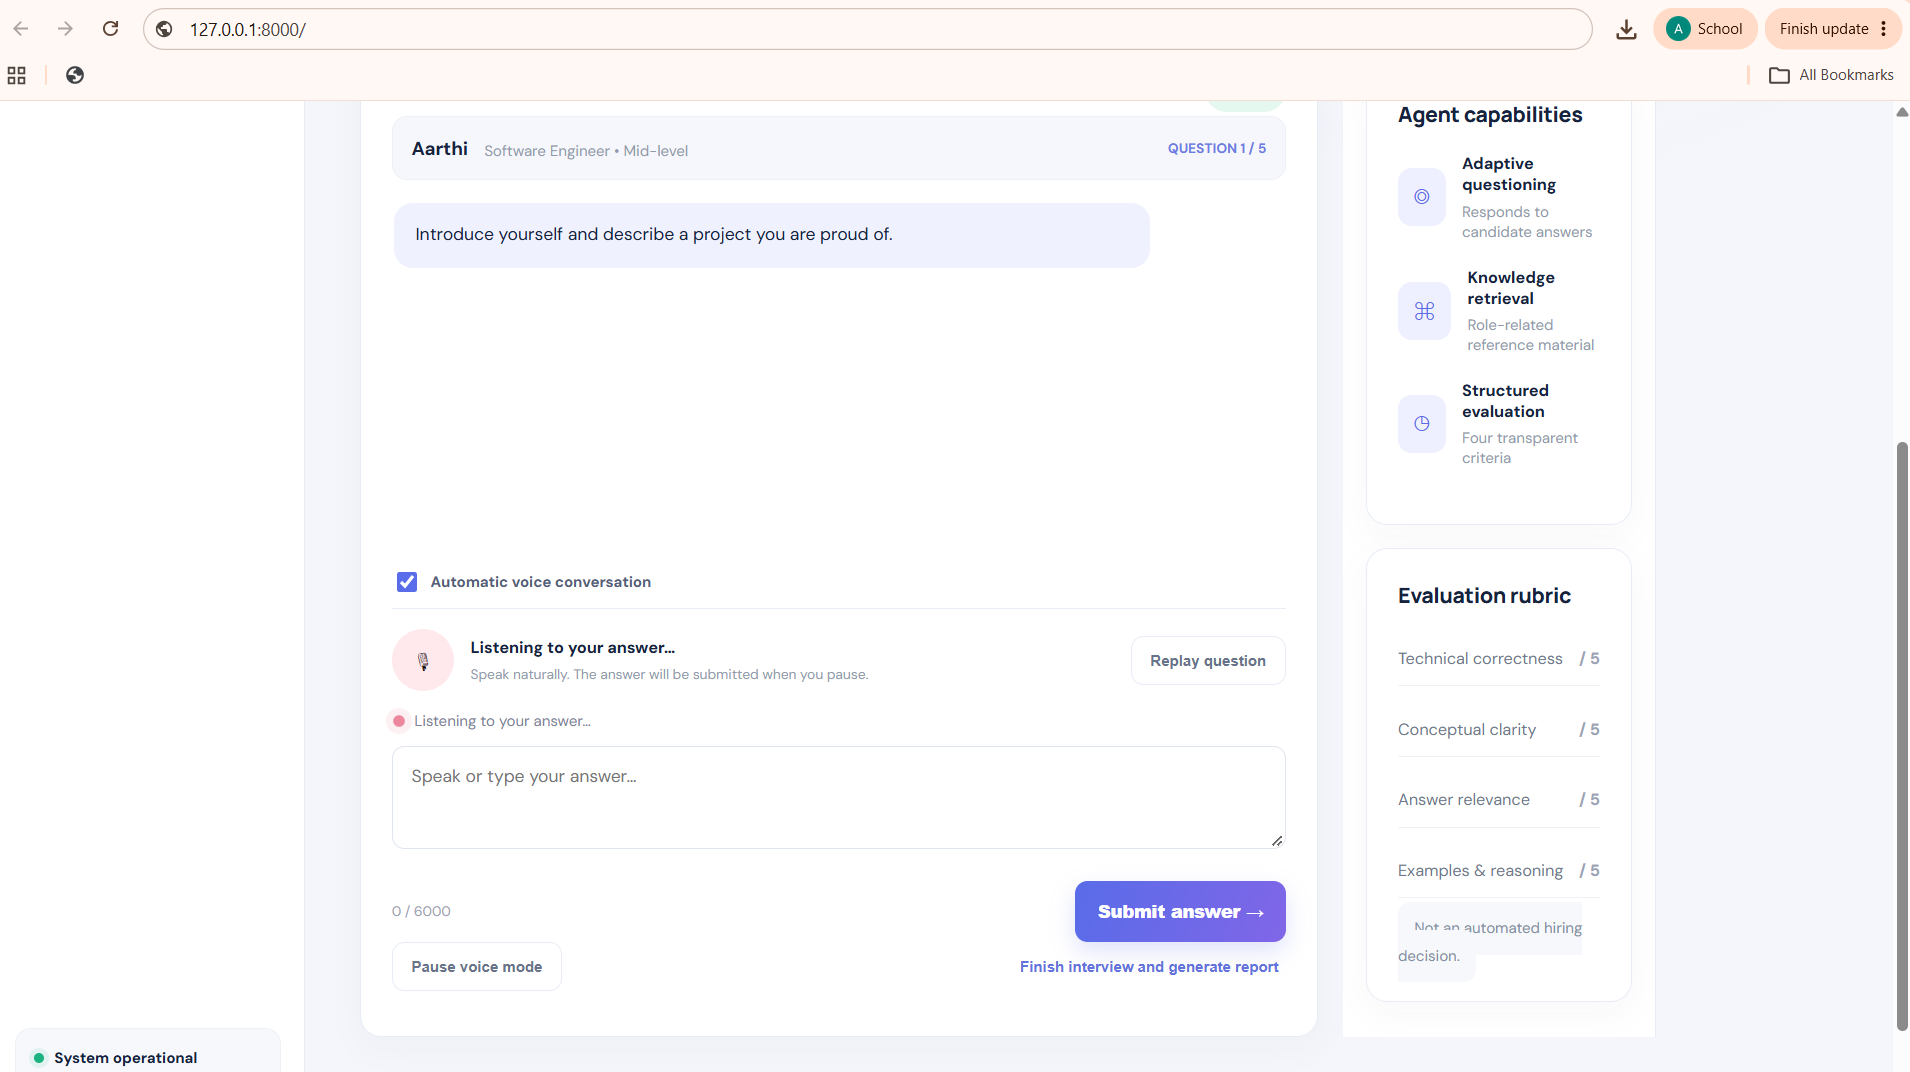 127.0.0.1:8000/
A School
Finish update
All Bookmarks
Aarthi Software Engineer • Mid-level QUESTION 1 / 5
Introduce yourself and describe a project you are proud of.
Automatic voice conversation
Listening to your answer...
Speak naturally. The answer will be submitted when you pause.
Replay question
Listening to your answer...
Speak or type your answer...
0 / 6000
Submit answer →
Pause voice mode
Finish interview and generate report
Agent capabilities
Adaptive
questioning
Responds to
candidate answers
Knowledge
retrieval
Role-related
reference material
Structured
evaluation
Four transparent
criteria
Evaluation rubric
Technical correctness / 5
Conceptual clarity / 5
Answer relevance / 5
Examples & reasoning / 5
Not an automated hiring
decision.
System operational